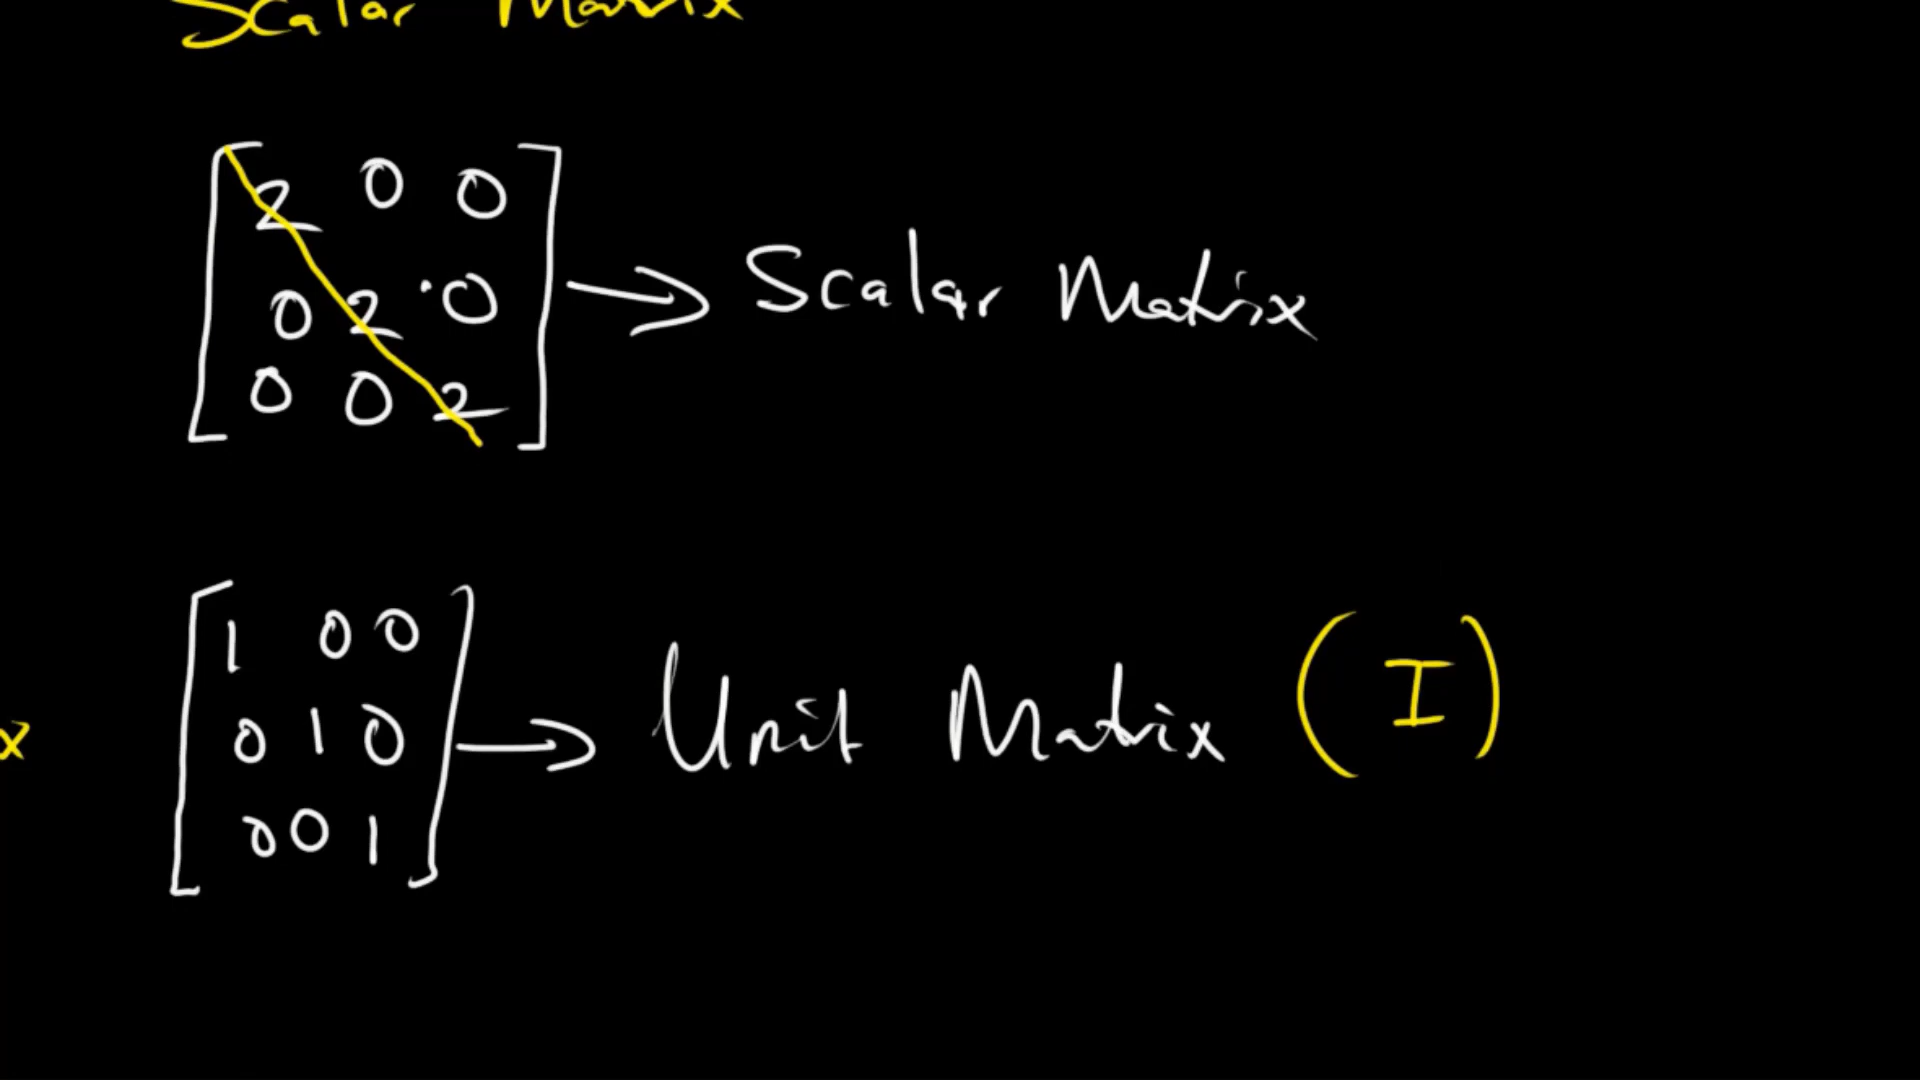 Scalar Matrix
2 0 0
0 2 0
0 0 2
→ Scalar Matrix
x
1 0 0
0 1 0
0 0 1
→ Unit Matrix (I)